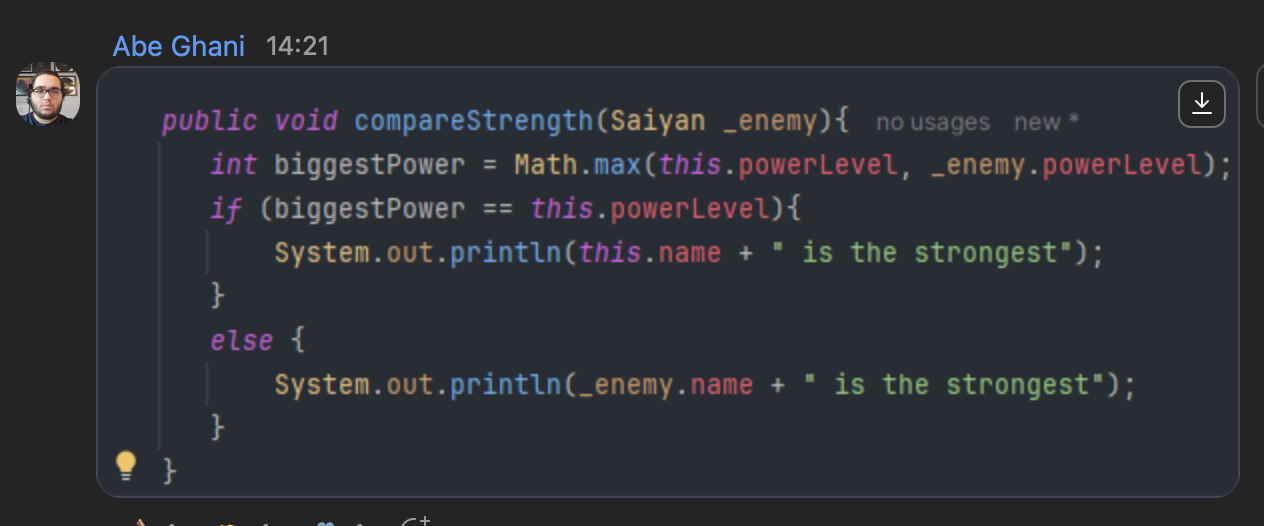 Abe Ghani 14:21
public void compareStrength(Saiyan _enemy){ no usages new *
int biggestPower = Math.max(this.powerLevel, _enemy.powerLevel);
if (biggestPower == this.powerLevel){
System.out.println(this.name + " is the strongest");
}
else {
System.out.println(_enemy.name + " is the strongest");
}
}